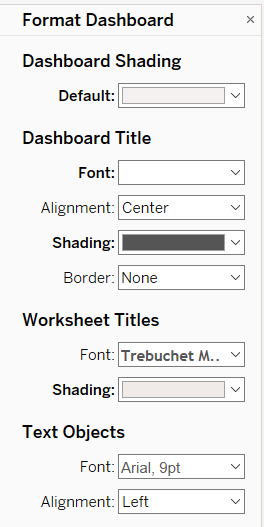 Format Dashboard
Dashboard Shading
Default:
Dashboard Title
Font:
Alignment: Center
Shading:
Border: None
Worksheet Titles
Font: Trebuchet M..
Shading:
Text Objects
Font: Arial, 9pt
Alignment: Left